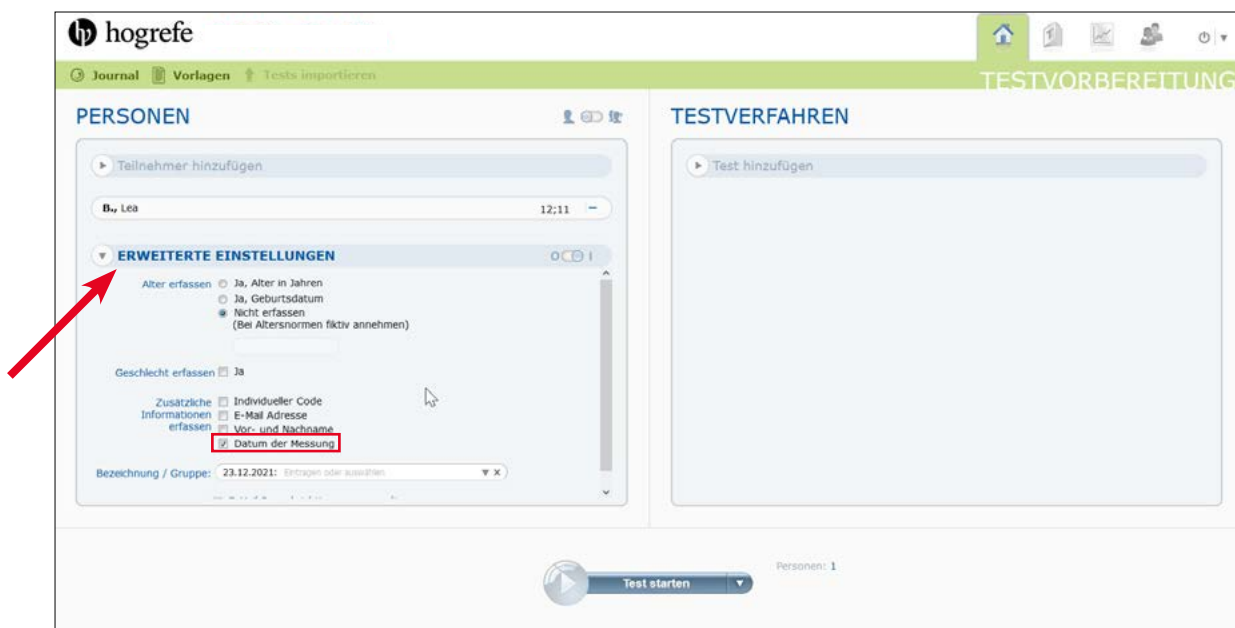 hogrefe
Journal Vorlagen Tests importieren
TESTVORBEREITUNG
PERSONEN
Teilnehmer hinzufügen
B., Lea 12;11
ERWEITERTE EINSTELLUNGEN
Alter erfassen Ja, Alter in Jahren
Ja, Geburtsdatum
Nicht erfassen
(Bei Altersnormen fiktiv annehmen)
Geschlecht erfassen Ja
Zusätzliche Individueller Code
Informationen E-Mail Adresse
erfassen Vor- und Nachname
Datum der Messung
Bezeichnung / Gruppe: 23.12.2021: Eintragen oder auswählen
TESTVERFAHREN
Test hinzufügen
Test starten
Personen: 1